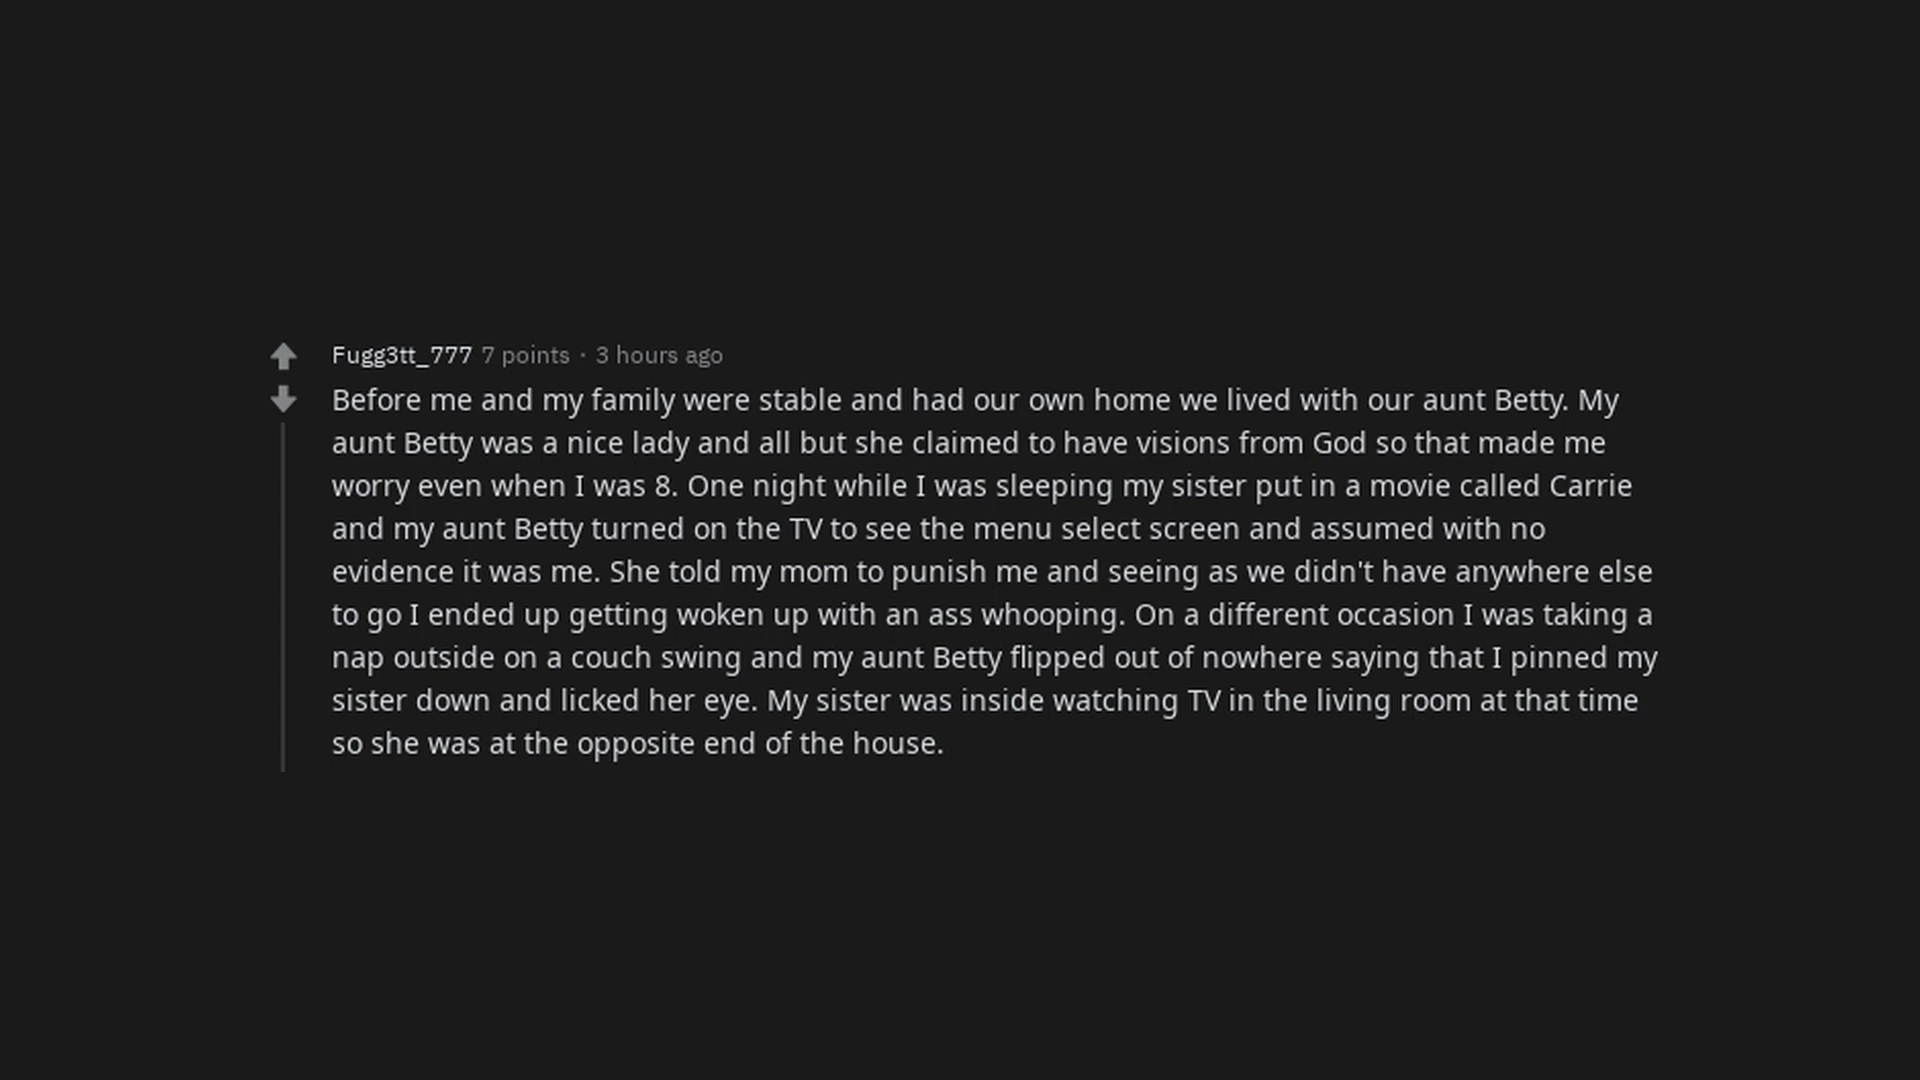 Fugg3tt_777 7 points · 3 hours ago
Before me and my family were stable and had our own home we lived with our aunt Betty. My
aunt Betty was a nice lady and all but she claimed to have visions from God so that made me
worry even when I was 8. One night while I was sleeping my sister put in a movie called Carrie
and my aunt Betty turned on the TV to see the menu select screen and assumed with no
evidence it was me. She told my mom to punish me and seeing as we didn't have anywhere else
to go I ended up getting woken up with an ass whooping. On a different occasion I was taking a
nap outside on a couch swing and my aunt Betty flipped out of nowhere saying that I pinned my
sister down and licked her eye. My sister was inside watching TV in the living room at that time
so she was at the opposite end of the house.